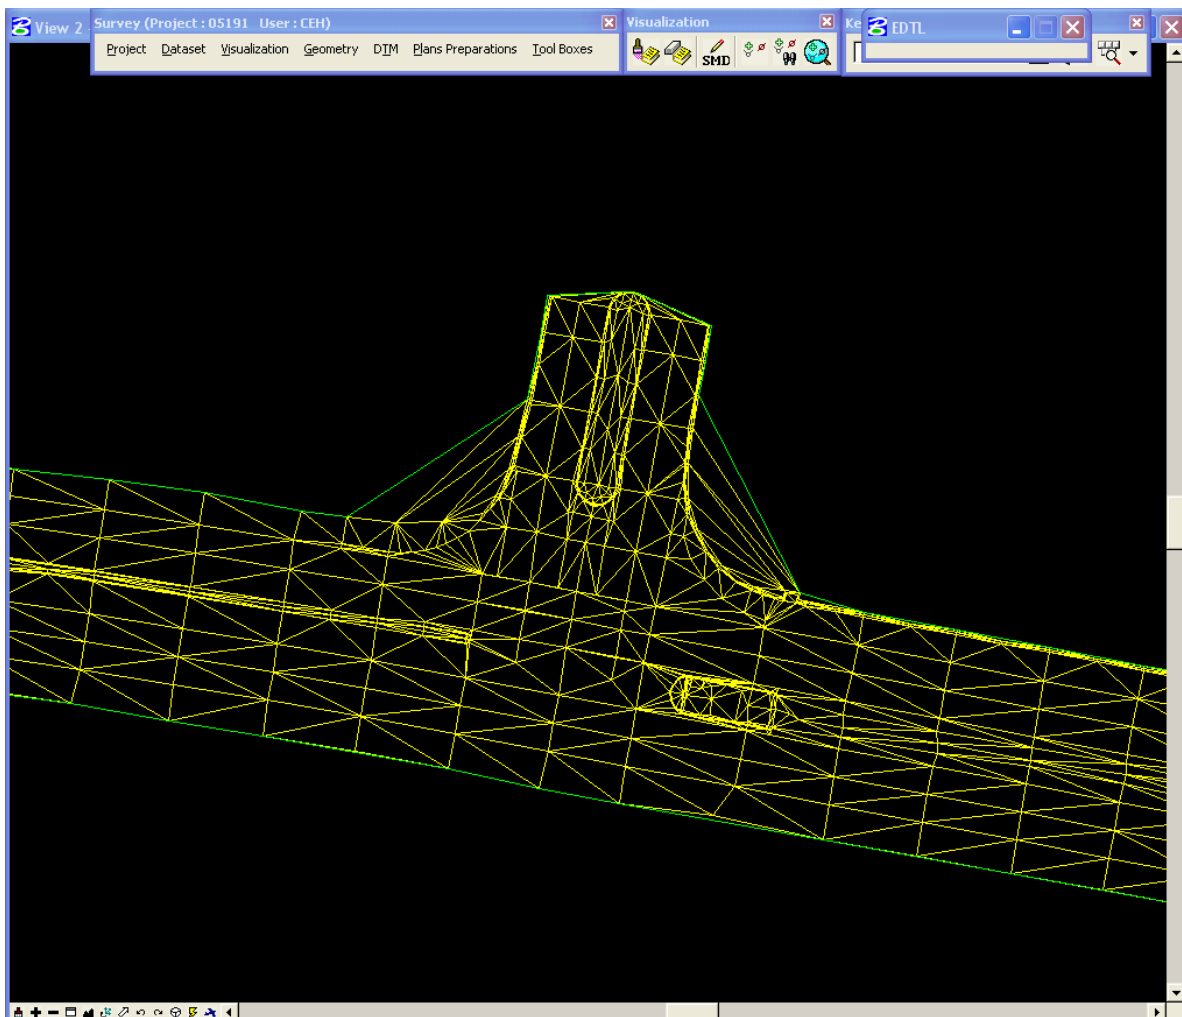 View 2
Survey (Project : 05191 User : CEH)
Project Dataset Visualization Geometry DTM Plans Preparations Tool Boxes
Visualization
SMD
Ke
EDTL